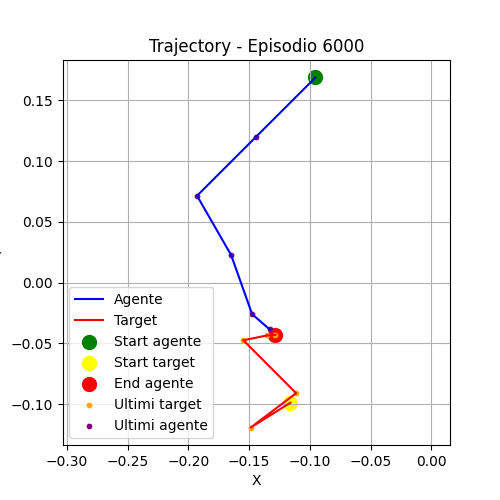 Trajectory - Episodio 6000
0.15
0.10
0.05
0.00
−0.05
−0.10
Agente
Target
Start agente
Start target
End agente
Ultimi target
Ultimi agente
−0.30 −0.25 −0.20 −0.15 −0.10 −0.05 0.00
X